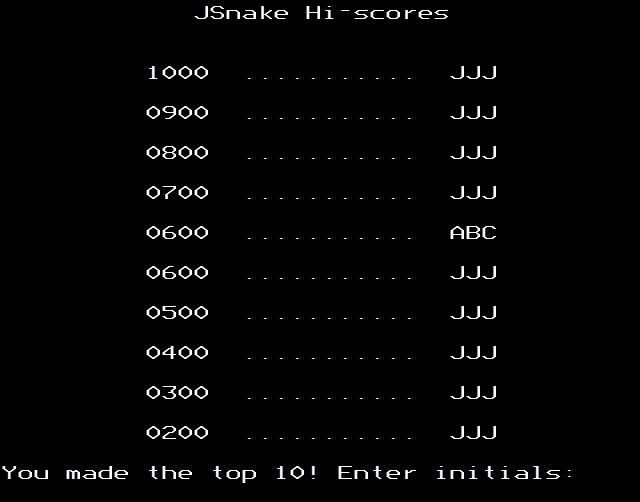 JSnake Hi-scores
1000 ........... JJJ
0900 ........... JJJ
0800 ........... JJJ
0700 ........... JJJ
0600 ........... ABC
0600 ........... JJJ
0500 ........... JJJ
0400 ........... JJJ
0300 ........... JJJ
0200 ........... JJJ
You made the top 10! Enter initials: